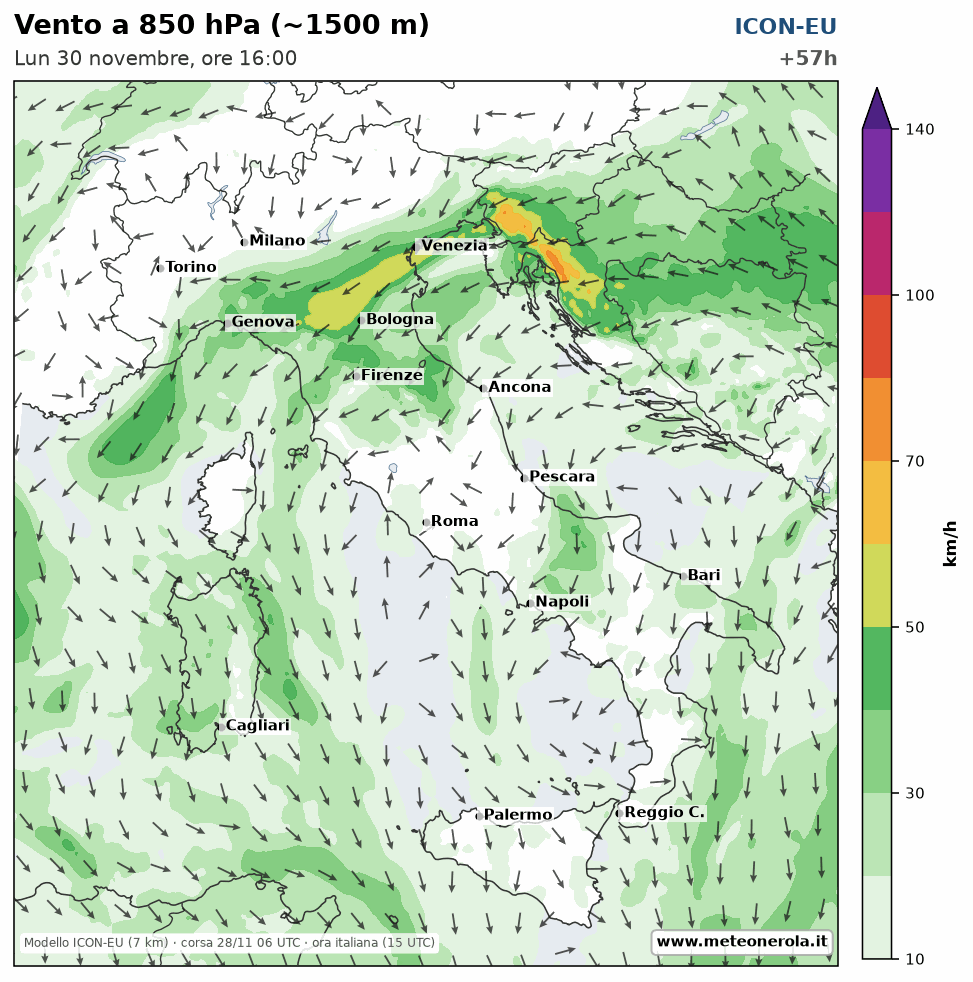 Vento a 850 hPa (~1500 m)
ICON-EU
Lun 30 novembre, ore 16:00
+57h
Milano
Venezia
Torino
Genova
Bologna
Firenze
Ancona
Pescara
Roma
Bari
Napoli
Cagliari
Palermo
Reggio C.
Modello ICON-EU (7 km) · corsa 28/11 06 UTC · ora italiana (15 UTC)
www.meteonerola.it
140
100
70
50
30
10
km/h